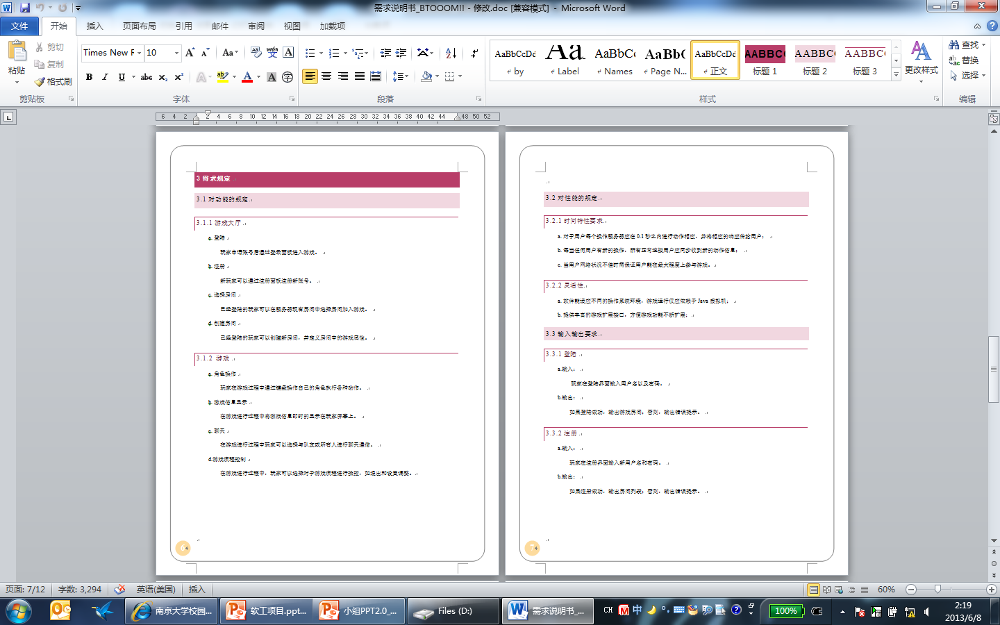 需求说明书_BTOOOM!! - 修改.doc [兼容模式] - Microsoft Word
文件 开始 插入 页面布局 引用 邮件 审阅 视图 加载项
剪切
复制
格式刷
粘贴
剪贴板
Times New F 10
字体
段落
AaBbCcDd Aa AaBbCc AaBbC AaBbCcDd AABBCC AABBCC AABBCC
by Label Names Page N... 正文 标题 1 标题 2 标题 3
更改样式
样式
查找
替换
选择
编辑
6 4 2 2 4 6 8 10 12 14 16 18 20 22 24 26 28 30 32 34 36 38 40 42 44 48 50 52
3 需求规定
3.1 对功能的规定
3.1.1 游戏大厅
a. 登陆
玩家申请账号后通过登录面板进入游戏。
b. 注册
新玩家可以通过注册面板注册新账号。
c. 选择房间
已经登陆的玩家可以在服务器现有房间中选择房间加入游戏。
d. 创建房间
已经登陆的玩家可以创建新房间，并定义房间中的游戏属性。
3.1.2 游戏
a. 角色操作
玩家在游戏过程中通过键盘操作自己的角色执行各种动作。
b. 游戏信息显示
在游戏进行过程中将游戏信息即时的显示在玩家屏幕上。
c. 聊天
在游戏进行过程中玩家可以选择与队友或所有人进行聊天通信。
d.游戏流程控制
在游戏进行过程中，玩家可以选择对于游戏流程进行操控，如退出和设置调整。
6
3.2 对性能的规定
3.2.1 时间特性要求
a. 对于用户每个操作服务器应在 0.1 秒之内进行动作相应，并将相应的响应传给用户；
b. 每当任何用户有新的操作，所有正常连接用户应同步收到新的动作信息；
c. 当用户网络状况不佳时需保证用户能在最大程度上参与游戏。
3.2.2 灵活性
a. 软件能适应不同的操作系统环境，游戏运行仅应依赖于 Java 虚拟机；
b. 提供丰富的游戏扩展接口，方便游戏功能不断扩展；
3.3 输入输出要求
3.3.1 登陆
a.输入：
玩家在登陆界面输入用户名以及密码。
b.输出：
如果登陆成功，输出游戏房间；否则，输出错误提示。
3.3.2 注册
a.输入：
玩家在注册界面输入新用户名和密码。
b.输出：
如果注册成功，输出房间列表；否则，输出错误提示。
7
页面: 7/12 字数: 3,294 英语(美国) 插入 60%
南京大学校园... 软工项目.ppt... 小组PPT2.0_... Files (D:) 需求说明书_... CH 中 100% 2:19
2013/6/8